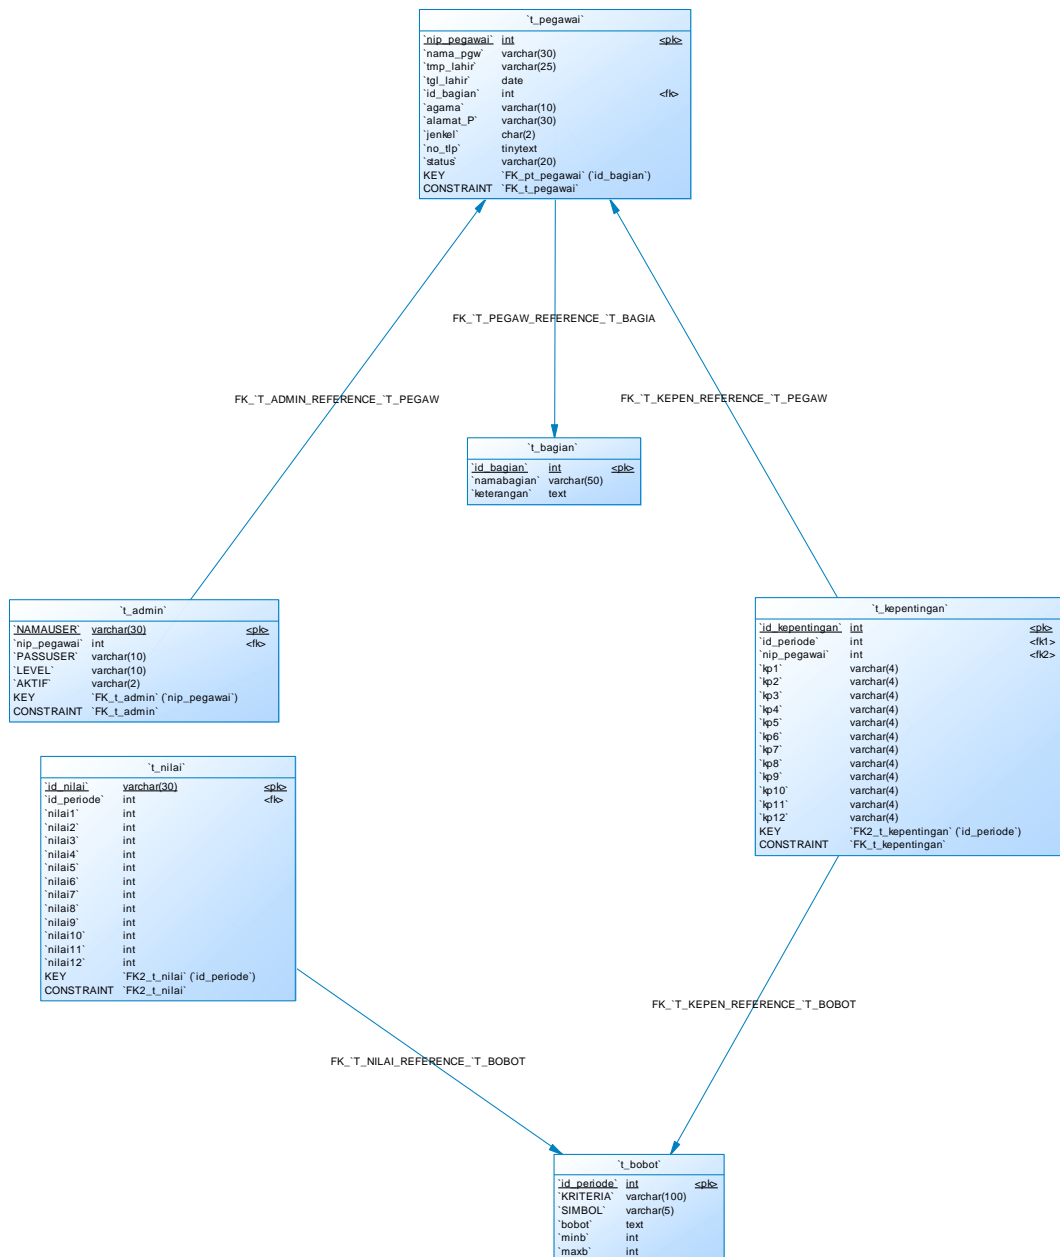 `t_pegawai`
`nip_pegawai` int <pk>
`nama_pgw` varchar(30)
`tmp_lahir` varchar(25)
`tgl_lahir` date
`id_bagian` int <fk>
`agama` varchar(10)
`alamat_P` varchar(30)
`jenkel` char(2)
`no_tlp` tinytext
`status` varchar(20)
KEY `FK_pt_pegawai` (`id_bagian`)
CONSTRAINT `FK_t_pegawai`
FK_`T_PEGAW_REFERENCE_`T_BAGIA
FK_`T_ADMIN_REFERENCE_`T_PEGAW
FK_`T_KEPEN_REFERENCE_`T_PEGAW
`t_bagian`
`id_bagian` int <pk>
`namabagian` varchar(50)
`keterangan` text
`t_admin`
`NAMAUSER` varchar(30) <pk>
`nip_pegawai` int <fk>
`PASSUSER` varchar(10)
`LEVEL` varchar(10)
`AKTIF` varchar(2)
KEY `FK_t_admin` (`nip_pegawai`)
CONSTRAINT `FK_t_admin`
`t_kepentingan`
`id_kepentingan` int <pk>
`id_periode` int <fk1>
`nip_pegawai` int <fk2>
`kp1` varchar(4)
`kp2` varchar(4)
`kp3` varchar(4)
`kp4` varchar(4)
`kp5` varchar(4)
`kp6` varchar(4)
`kp7` varchar(4)
`kp8` varchar(4)
`kp9` varchar(4)
`kp10` varchar(4)
`kp11` varchar(4)
`kp12` varchar(4)
KEY `FK2_t_kepentingan` (`id_periode`)
CONSTRAINT `FK_t_kepentingan`
`t_nilai`
`id_nilai` varchar(30) <pk>
`id_periode` int <fk>
`nilai1` int
`nilai2` int
`nilai3` int
`nilai4` int
`nilai5` int
`nilai6` int
`nilai7` int
`nilai8` int
`nilai9` int
`nilai10` int
`nilai11` int
`nilai12` int
KEY `FK2_t_nilai` (`id_periode`)
CONSTRAINT `FK2_t_nilai`
FK_`T_KEPEN_REFERENCE_`T_BOBOT
FK_`T_NILAI_REFERENCE_`T_BOBOT
`t_bobot`
`id_periode` int <pk>
`KRITERIA` varchar(100)
`SIMBOL` varchar(5)
`bobot` text
`minb` int
`maxb` int